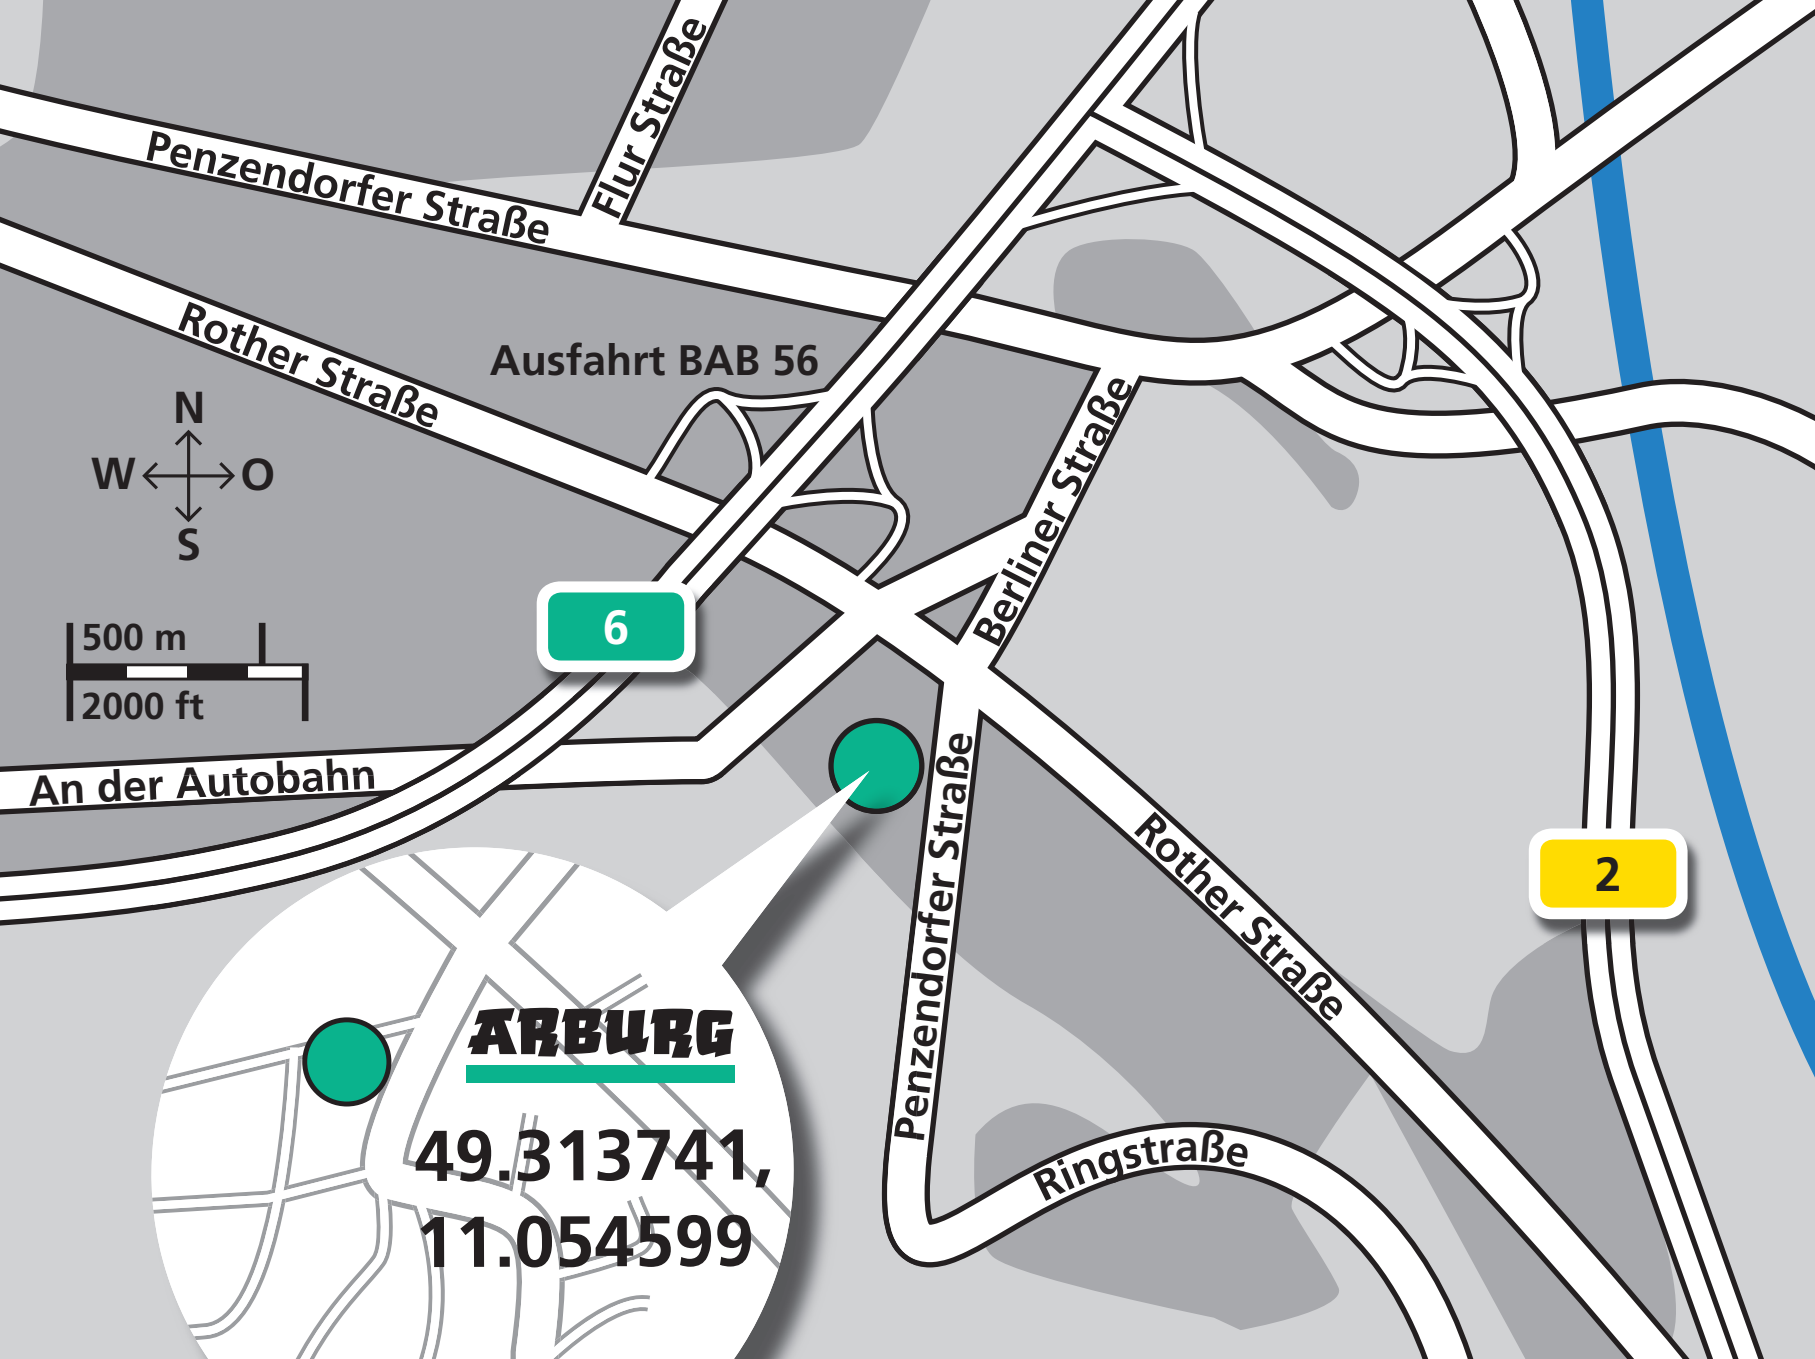 Flur Straße
Penzendorfer Straße
Rother Straße
Ausfahrt BAB 56
N
W O
S
Berliner Straße
6
500 m
2000 ft
An der Autobahn
Penzendorfer Straße
Rother Straße
2
ARBURG
49.313741,
11.054599
Ringstraße